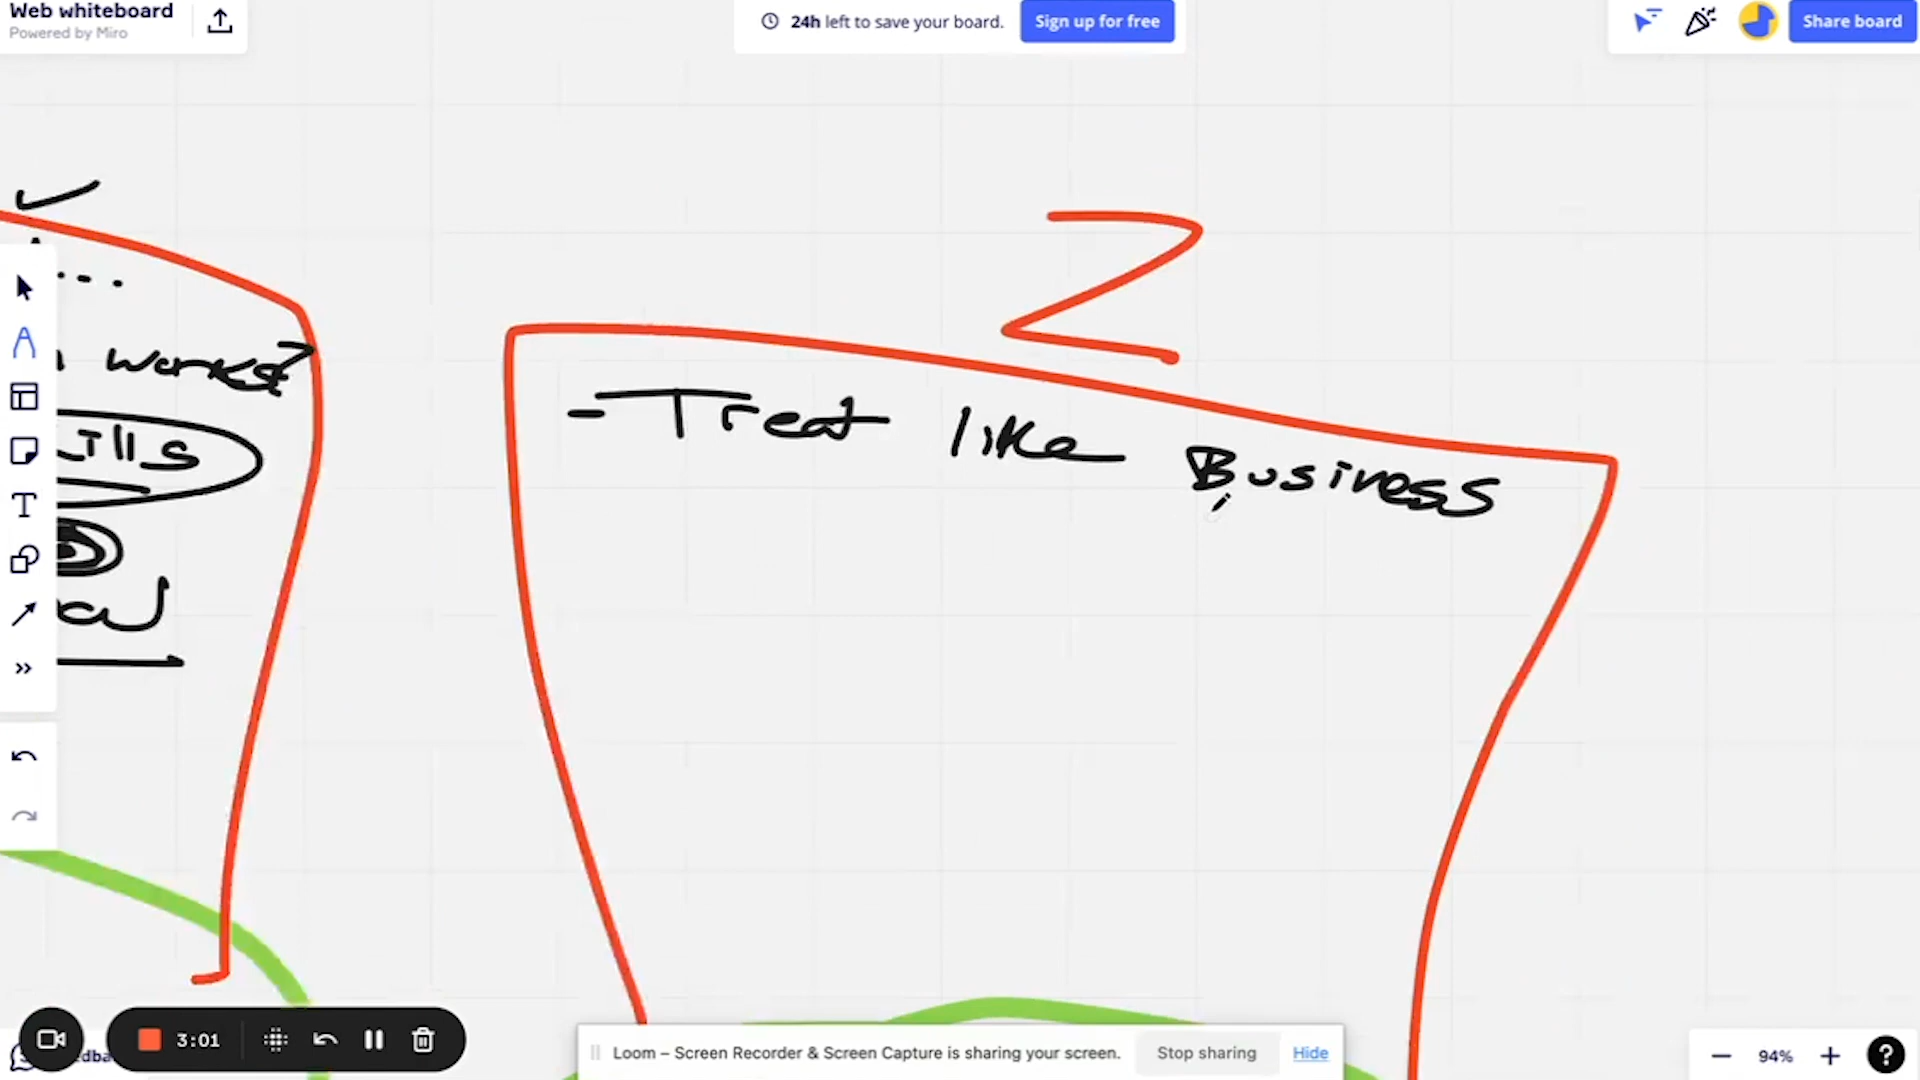 Web whiteboard
Powered by Miro
24h left to save your board.
Sign up for free
Share board
2
works?
-Treat like Business
T
3:01
Loom – Screen Recorder & Screen Capture is sharing your screen.
Stop sharing
Hide
94%
?